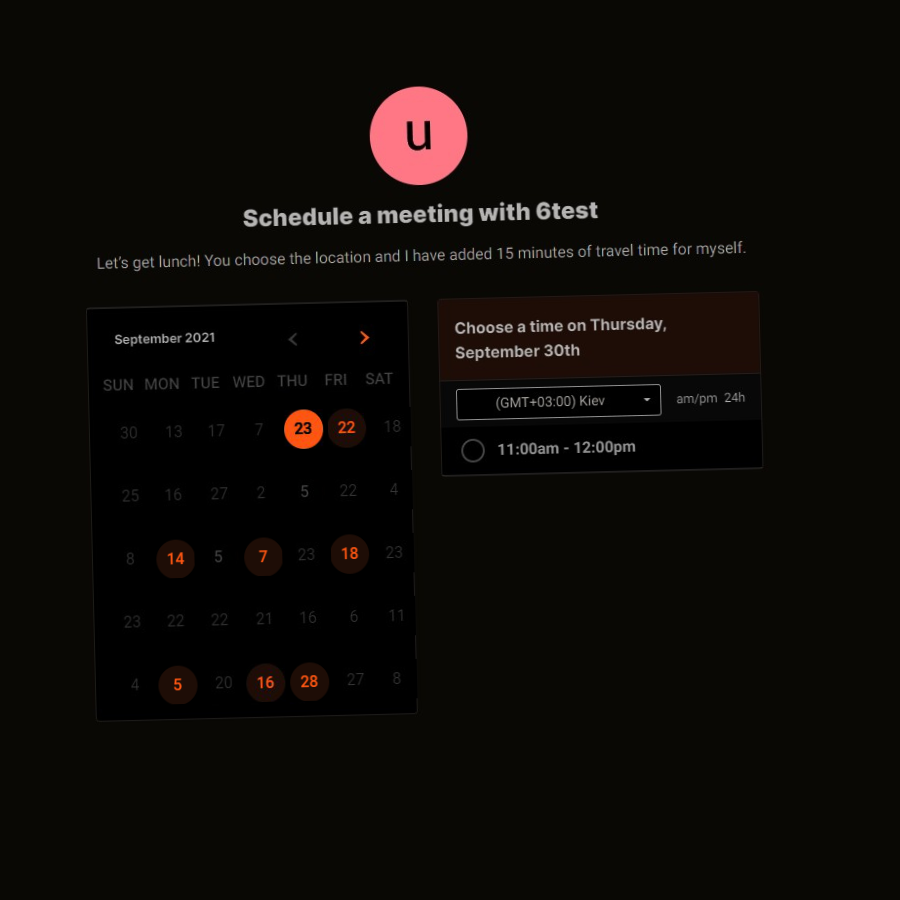 u
Schedule a meeting with 6test
Let's get lunch! You choose the location and I have added 15 minutes of travel time for myself.
September 2021
SUN MON TUE WED THU FRI SAT
30 13 17 7 23 22 18
25 16 27 2 5 22 4
8 14 5 7 23 18 23
23 22 22 21 16 6 11
4 5 20 16 28 27 8
Choose a time on Thursday,
September 30th
(GMT+03:00) Kiev am/pm 24h
11:00am - 12:00pm